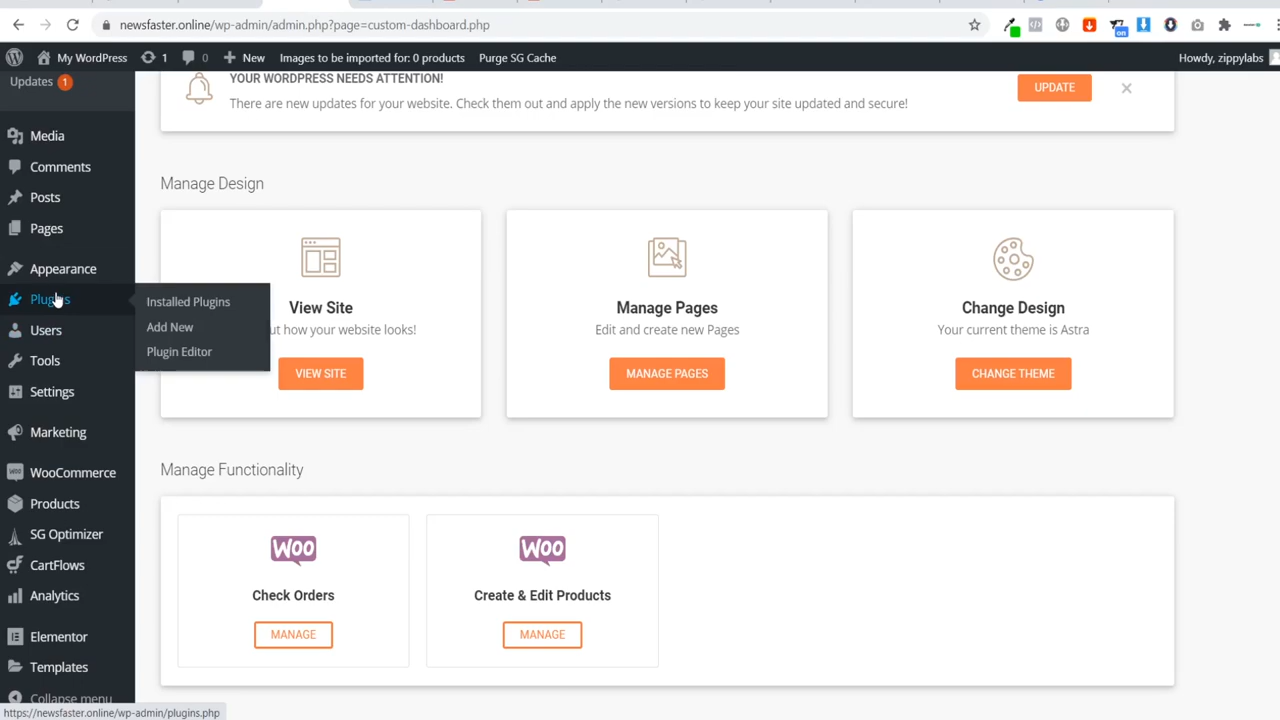 newsfaster.online/wp-admin/admin.php?page=custom-dashboard.php
on
My WordPress 1 0 New Images to be imported for: 0 products Purge SG Cache Howdy, zippylabs
Updates 1
Media
Comments
Posts
Pages
Appearance
Plugins
Installed Plugins
Add New
Plugin Editor
Users
Tools
Settings
Marketing
WooCommerce
Products
SG Optimizer
CartFlows
Analytics
Elementor
Templates
Collapse menu
YOUR WORDPRESS NEEDS ATTENTION!
There are new updates for your website. Check them out and apply the new versions to keep your site updated and secure!
UPDATE
Manage Design
View Site
out how your website looks!
VIEW SITE
Manage Pages
Edit and create new Pages
MANAGE PAGES
Change Design
Your current theme is Astra
CHANGE THEME
Manage Functionality
WOO
Check Orders
MANAGE
WOO
Create & Edit Products
MANAGE
https://newsfaster.online/wp-admin/plugins.php